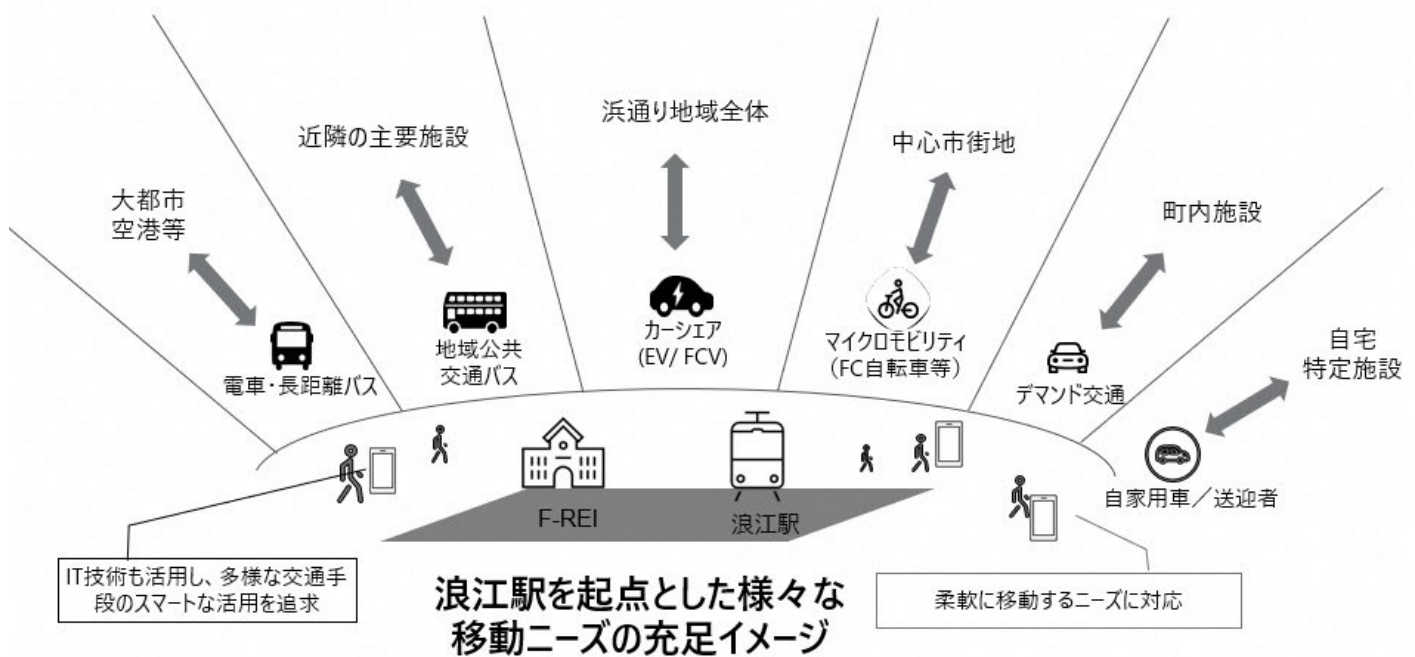 大都市
空港等
電車・長距離バス
近隣の主要施設
地域公共
交通バス
浜通り地域全体
カーシェア
(EV/ FCV)
中心市街地
マイクロモビリティ
(FC自転車等)
町内施設
デマンド交通
自宅
特定施設
自家用車/送迎者
F-REI
浪江駅
IT技術も活用し、多様な交通手
段のスマートな活用を追求
浪江駅を起点とした様々な
移動ニーズの充足イメージ
柔軟に移動するニーズに対応